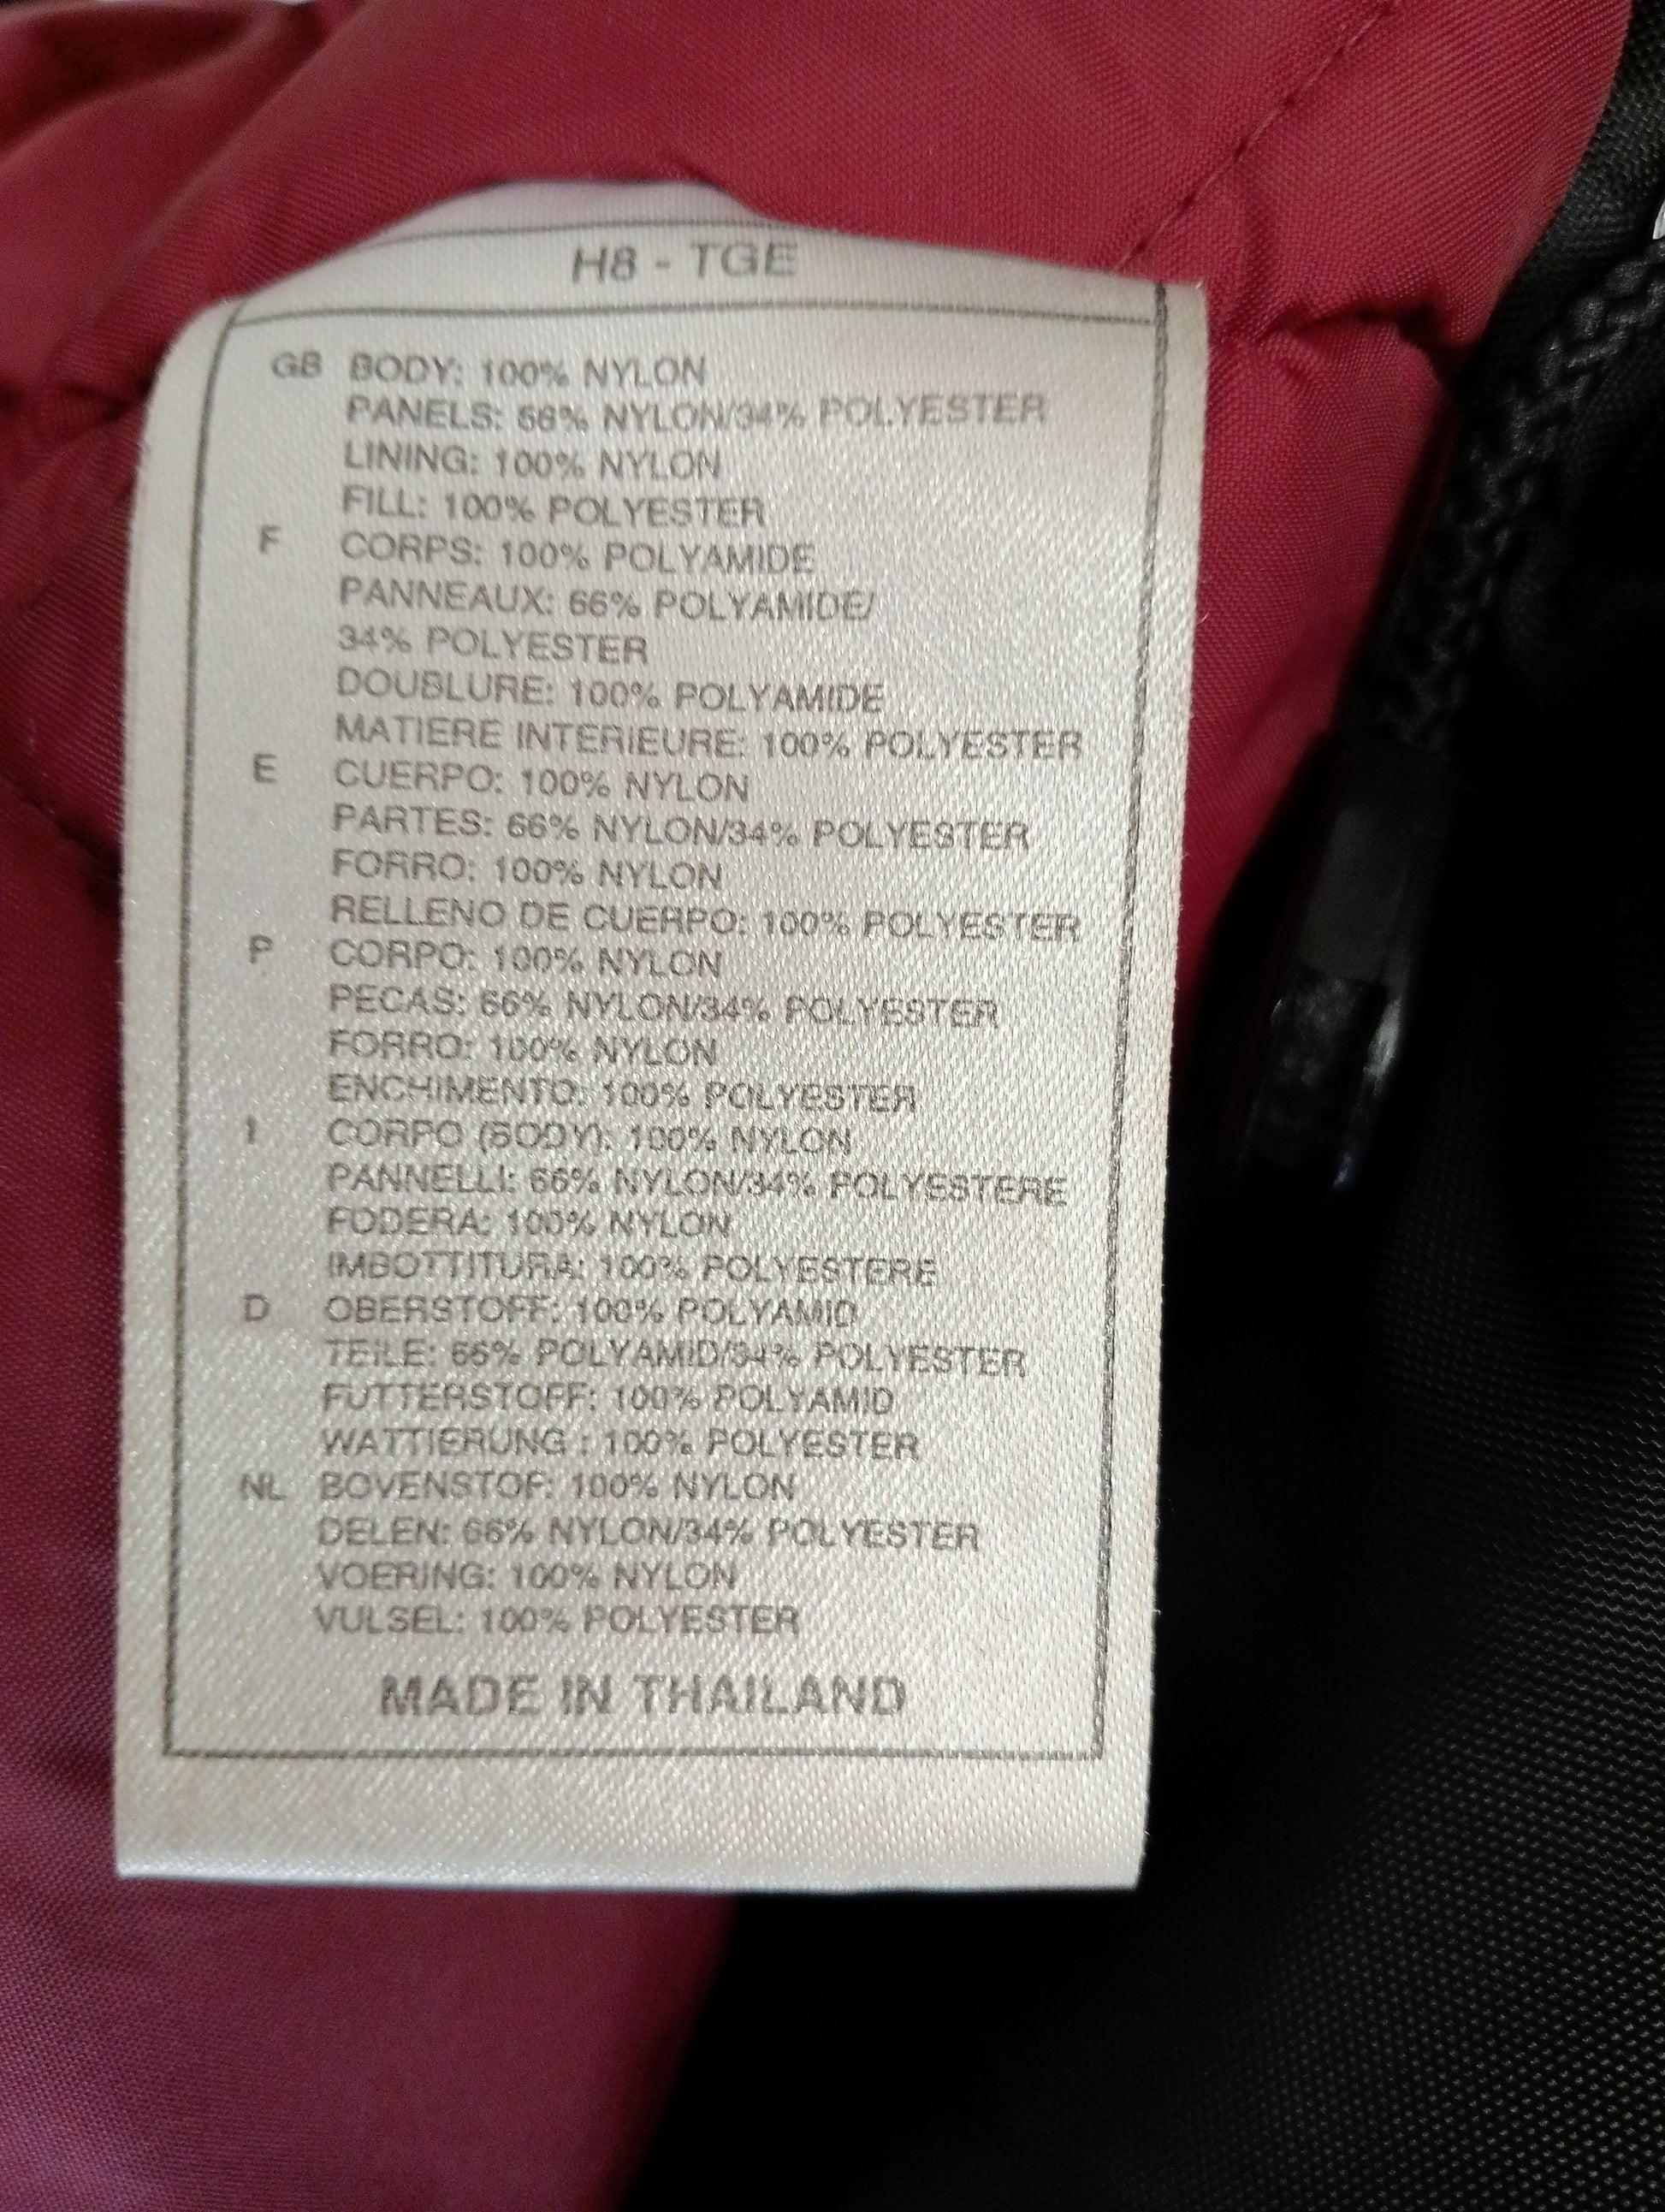 H8 - TGE
GB BODY: 100% NYLON
PANELS: 66% NYLON/34% POLYESTER
LINING: 100% NYLON
FILL: 100% POLYESTER
F CORPS: 100% POLYAMIDE
PANNEAUX: 66% POLYAMIDE/
34% POLYESTER
DOUBLURE: 100% POLYAMIDE
MATIERE INTERIEURE: 100% POLYESTER
E CUERPO: 100% NYLON
PARTES: 66% NYLON/34% POLYESTER
FORRO: 100% NYLON
RELLENO DE CUERPO: 100% POLYESTER
P CORPO: 100% NYLON
PECAS: 66% NYLON/34% POLYESTER
FORRO: 100% NYLON
ENCHIMENTO: 100% POLYESTER
I CORPO (BODY): 100% NYLON
PANNELLI: 66% NYLON/34% POLYESTERE
FODERA: 100% NYLON
IMBOTTITURA: 100% POLYESTERE
D OBERSTOFF: 100% POLYAMID
TEILE: 66% POLYAMID/34% POLYESTER
FUTTERSTOFF: 100% POLYAMID
WATTIERUNG : 100% POLYESTER
NL BOVENSTOF: 100% NYLON
DELEN: 66% NYLON/34% POLYESTER
VOERING: 100% NYLON
VULSEL: 100% POLYESTER
MADE IN THAILAND